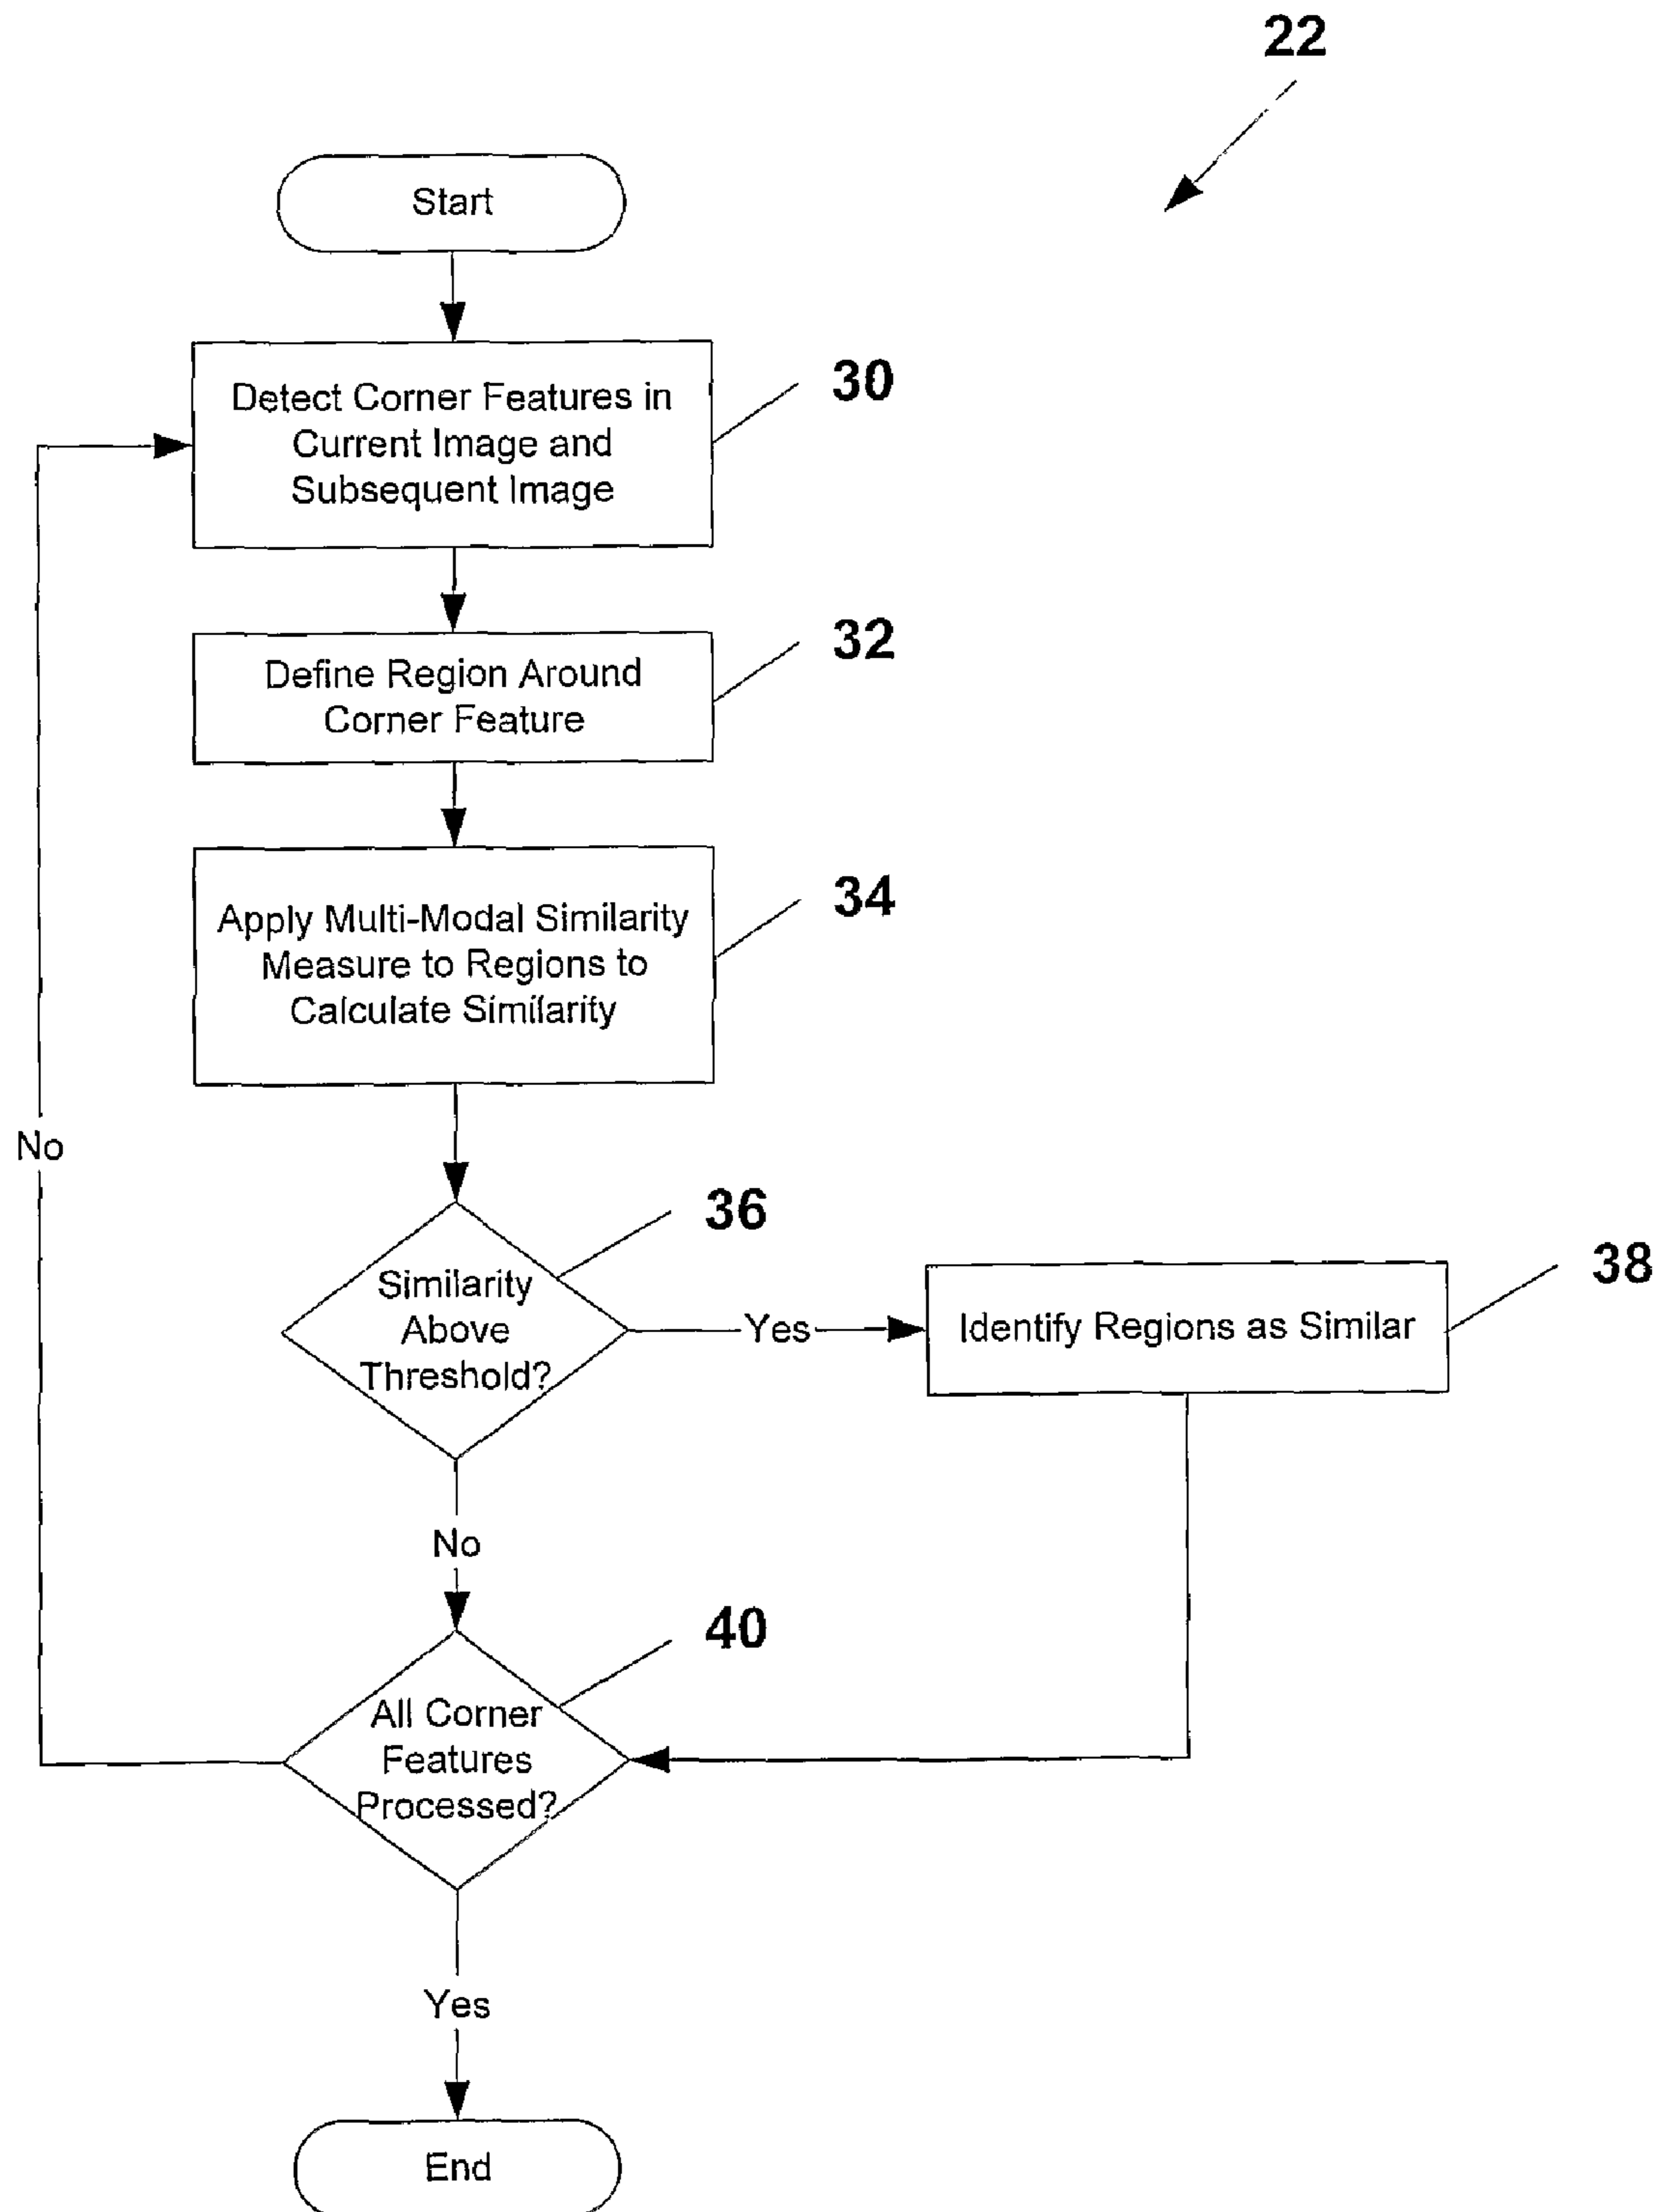 22
Start
Detect Corner Features in
Current Image and
Subsequent Image
30
Define Region Around
Corner Feature
32
Apply Multi-Modal Similarity
Measure to Regions to
Calculate Similarity
34
No
Similarity
Above
Threshold?
36
Yes
Identify Regions as Similar
38
No
All Corner
Features
Processed?
40
Yes
End